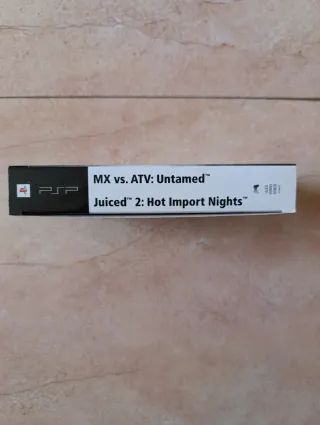 PSP
MX vs. ATV: Untamed™
Juiced™ 2: Hot Import Nights™